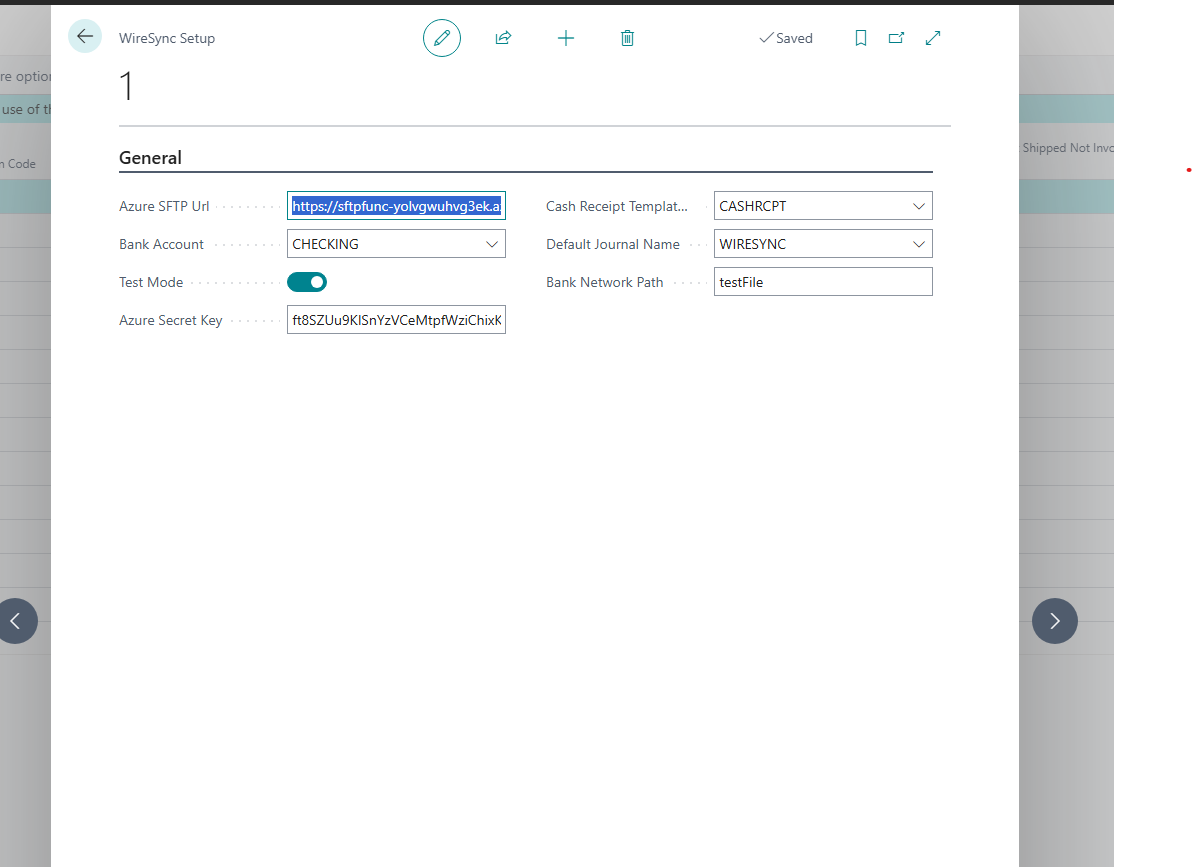 WireSync Setup
Saved
1
re option
use of th
n Code
Shipped Not Invo
General
Azure SFTP Url
https://sftpfunc-yolvgwuhvg3ek.a
Cash Receipt Templat...
CASHRCPT
Bank Account
CHECKING
Default Journal Name
WIRESYNC
Test Mode
Bank Network Path
testFile
Azure Secret Key